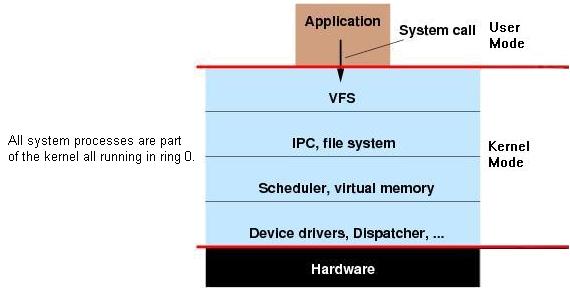 Application
System call
User
Mode
VFS
All system processes are part
of the kernel all running in ring 0.
IPC, file system
Kernel
Mode
Scheduler, virtual memory
Device drivers, Dispatcher, ...
Hardware